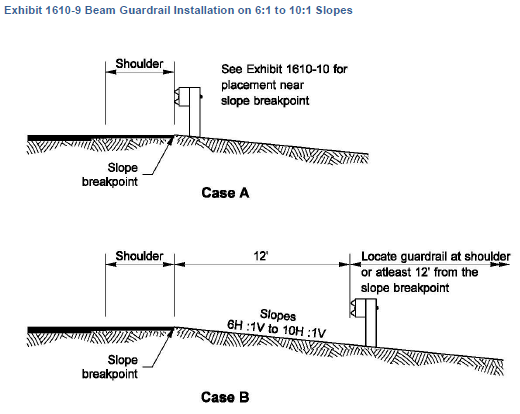 Exhibit 1610-9 Beam Guardrail Installation on 6:1 to 10:1 Slopes
Shoulder
See Exhibit 1610-10 for
placement near
slope breakpoint
Slope
breakpoint
Case A
Shoulder
12'
Locate guardrail at shoulder
or atleast 12' from the
slope breakpoint
Slopes
6H :1V to 10H :1V
Slope
breakpoint
Case B